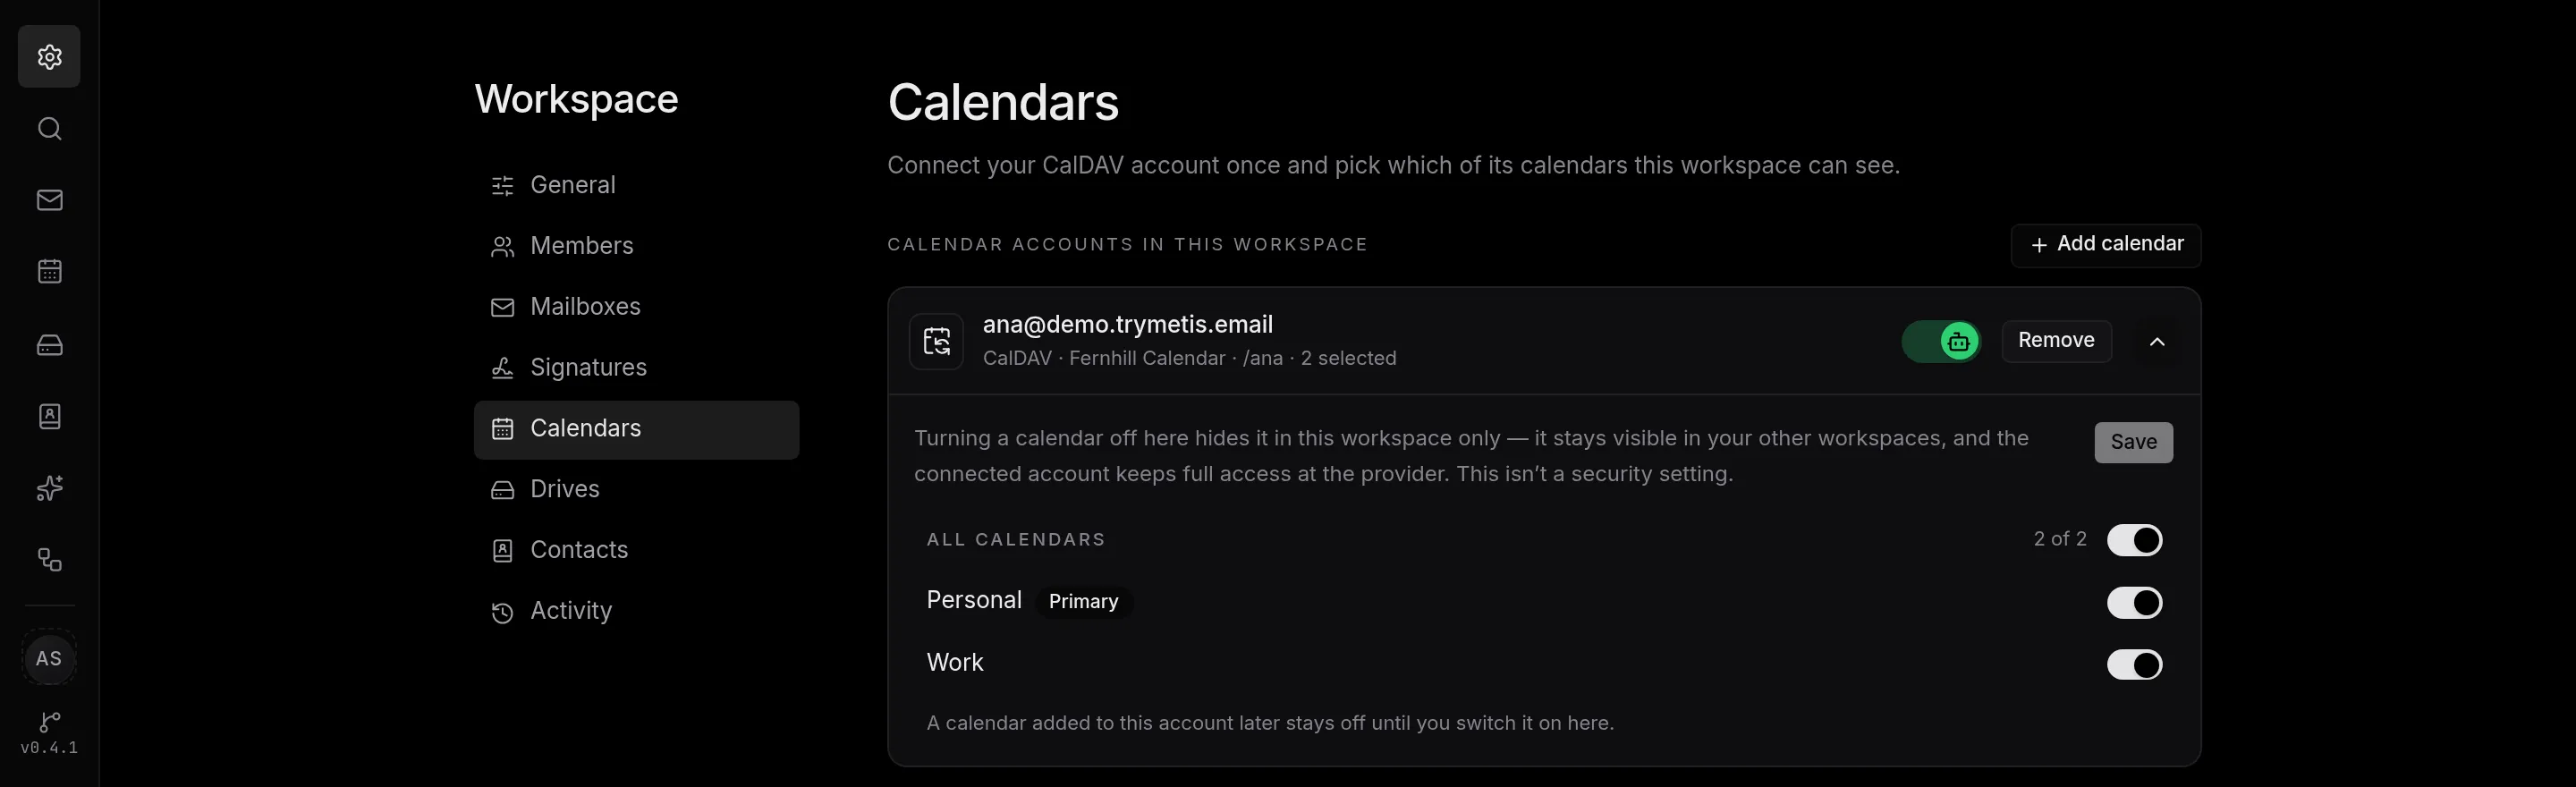 Workspace
General
Members
Mailboxes
Signatures
Calendars
Drives
Contacts
Activity
AS
v0.4.1
Calendars
Connect your CalDAV account once and pick which of its calendars this workspace can see.
CALENDAR ACCOUNTS IN THIS WORKSPACE
Add calendar
ana@demo.trymetis.email
CalDAV · Fernhill Calendar · /ana · 2 selected
Remove
Turning a calendar off here hides it in this workspace only — it stays visible in your other workspaces, and the
connected account keeps full access at the provider. This isn’t a security setting.
Save
ALL CALENDARS
2 of 2
Personal Primary
Work
A calendar added to this account later stays off until you switch it on here.